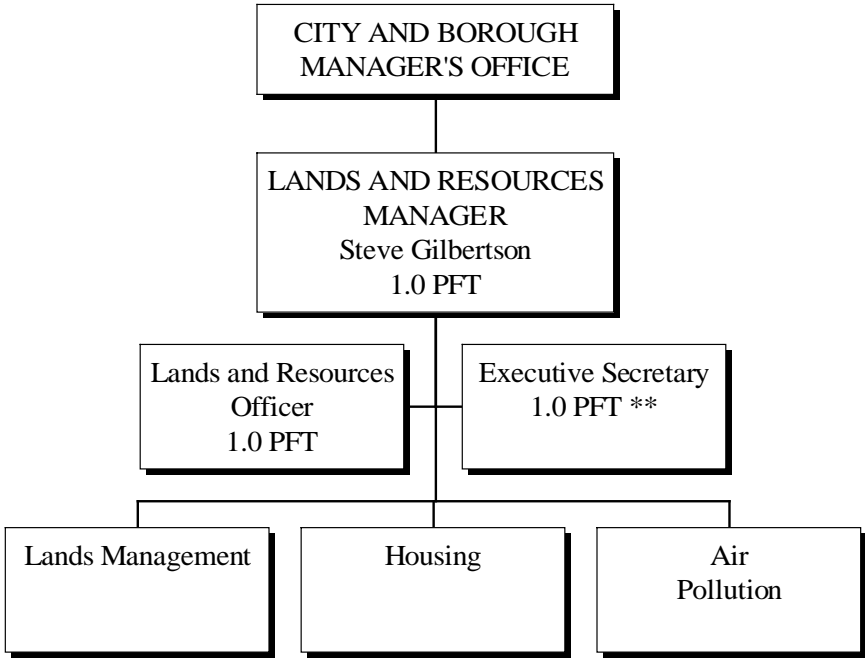 CITY AND BOROUGH
MANAGER'S OFFICE
LANDS AND RESOURCES
MANAGER
Steve Gilbertson
1.0 PFT
Lands and Resources
Officer
1.0 PFT
Executive Secretary
1.0 PFT **
Lands Management
Housing
Air
Pollution